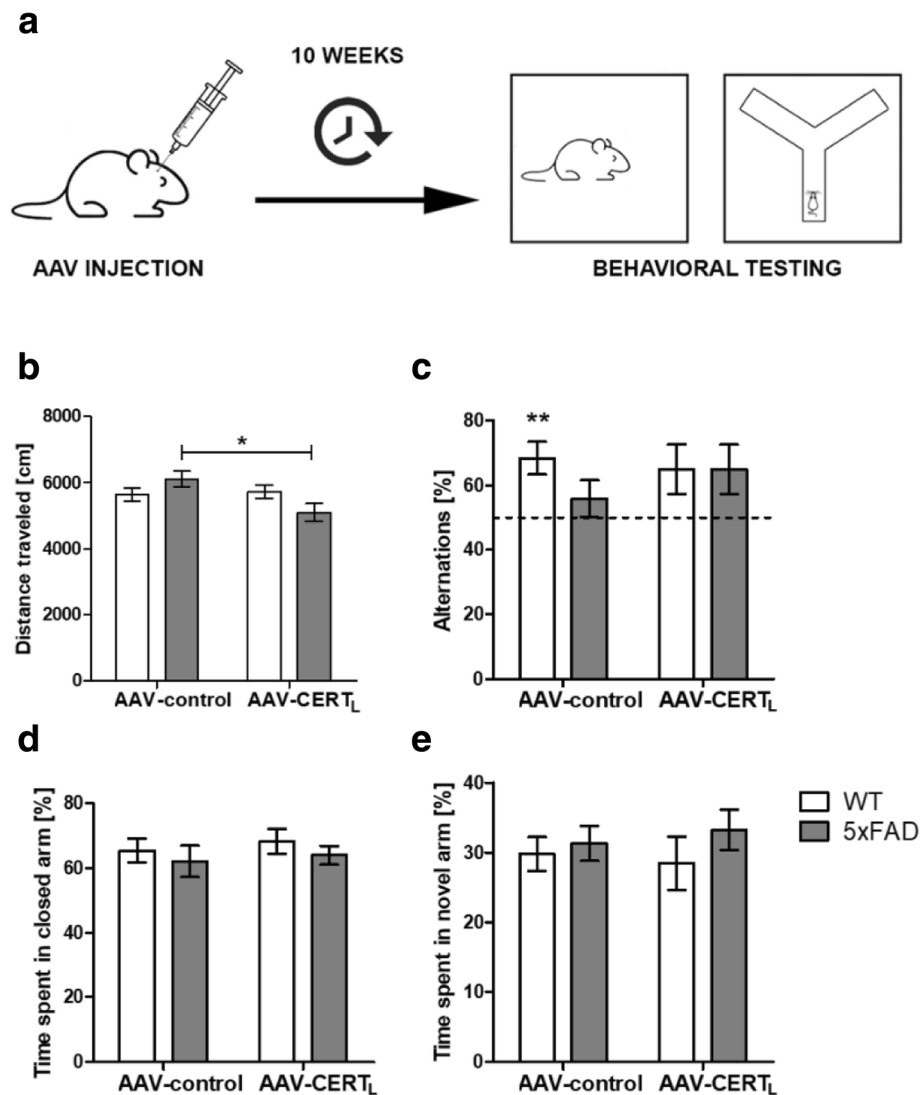 a
10 WEEKS
AAV INJECTION
BEHAVIORAL TESTING
b
Distance traveled [cm]
8000
6000
4000
2000
0
*
AAV-control
AAV-CERTL
c
Alternations [%]
80
60
40
20
0
**
AAV-control
AAV-CERTL
d
Time spent in closed arm [%]
80
60
40
20
0
AAV-control
AAV-CERTL
e
Time spent in novel arm [%]
40
30
20
10
0
AAV-control
AAV-CERTL
WT
5xFAD